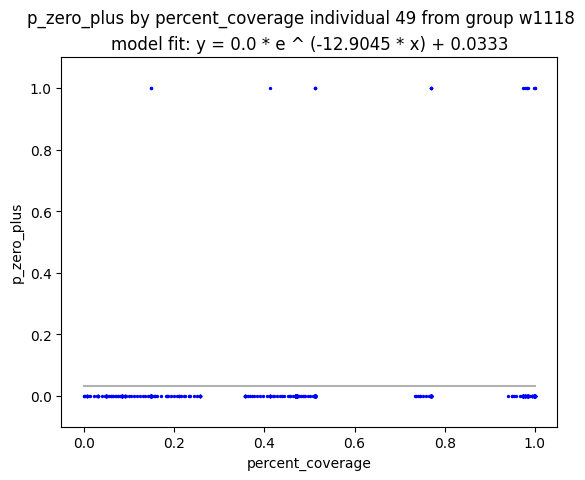 p_zero_plus by percent_coverage individual 49 from group w1118
model fit: y = 0.0 * e ^ (-12.9045 * x) + 0.0333
1.0
0.8
0.6
0.4
0.2
0.0
p_zero_plus
0.0 0.2 0.4 0.6 0.8 1.0
percent_coverage